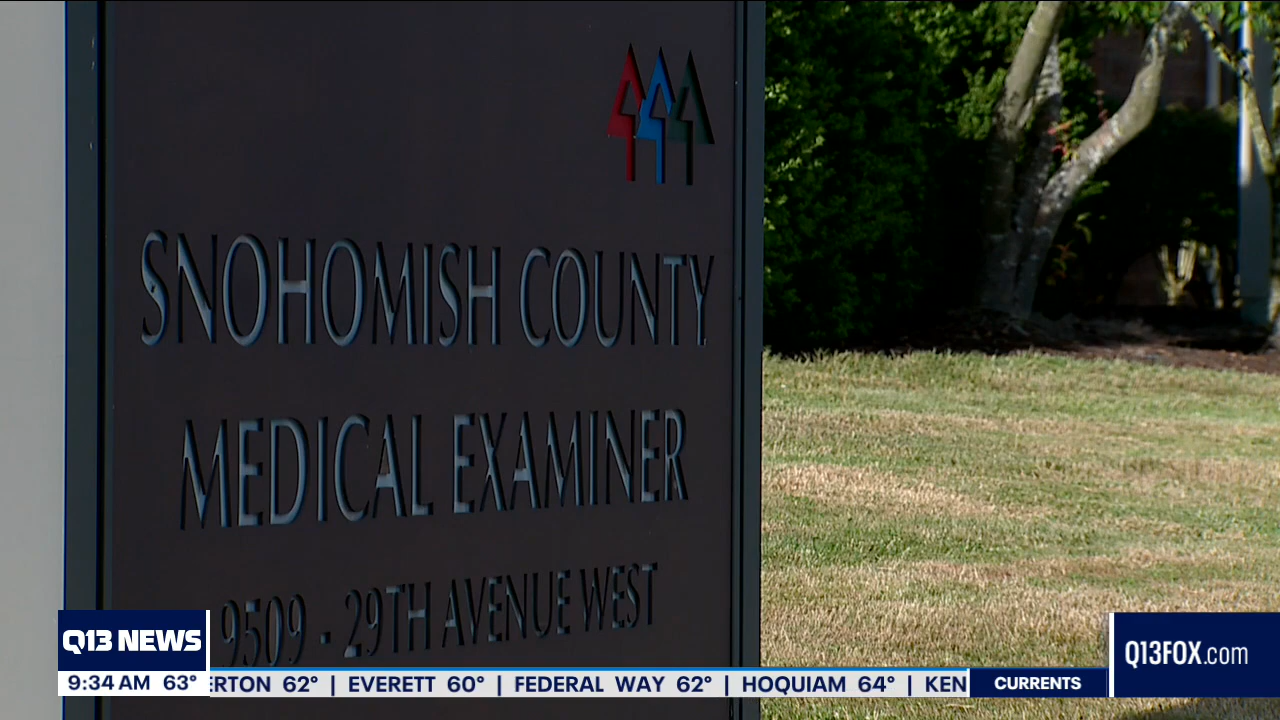 SNOHOMISH COUNTY
MEDICAL EXAMINER
9509 - 29TH AVENUE WEST
Q13 NEWS
Q13FOX.com
9:34 AM 63° ERTON 62° | EVERETT 60° | FEDERAL WAY 62° | HOQUIAM 64° | KEN
CURRENTS